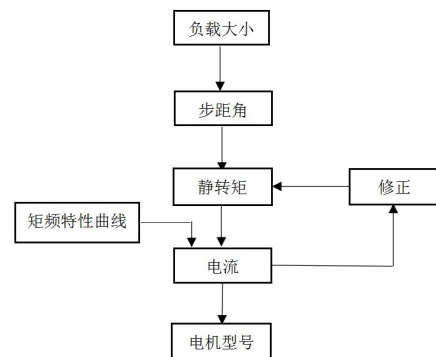 负载大小
步距角
静转矩
修正
矩频特性曲线
电流
电机型号